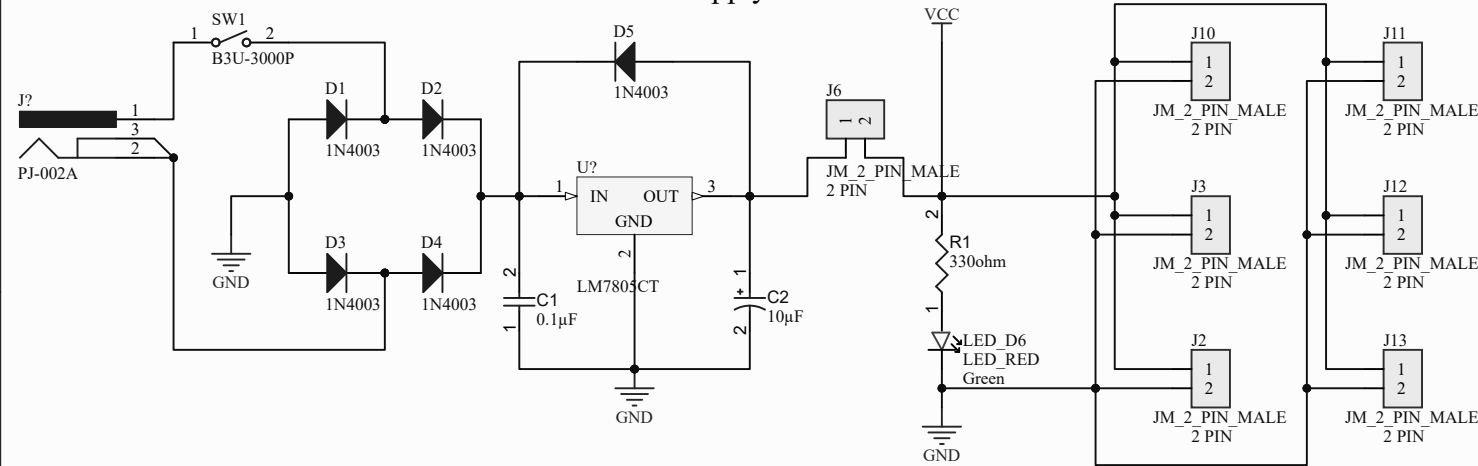 pply
SW1
1 2
B3U-3000P
J?
1
3
2
PJ-002A
D1
1N4003
D2
1N4003
D3
1N4003
D4
1N4003
GND
D5
1N4003
U?
1 IN OUT 3
GND
2
LM7805CT
2
C1
0.1µF
1
1
+
C2
10µF
2
GND
J6
1 2
JM_2_PIN_MALE
2 PIN
VCC
2
R1
330ohm
1
LED_D6
LED_RED
Green
GND
J10
1
2
JM_2_PIN_MALE
2 PIN
J11
1
2
JM_2_PIN_MALE
2 PIN
J3
1
2
JM_2_PIN_MALE
2 PIN
J12
1
2
JM_2_PIN_MALE
2 PIN
J2
1
2
JM_2_PIN_MALE
2 PIN
J13
1
2
JM_2_PIN_MALE
2 PIN